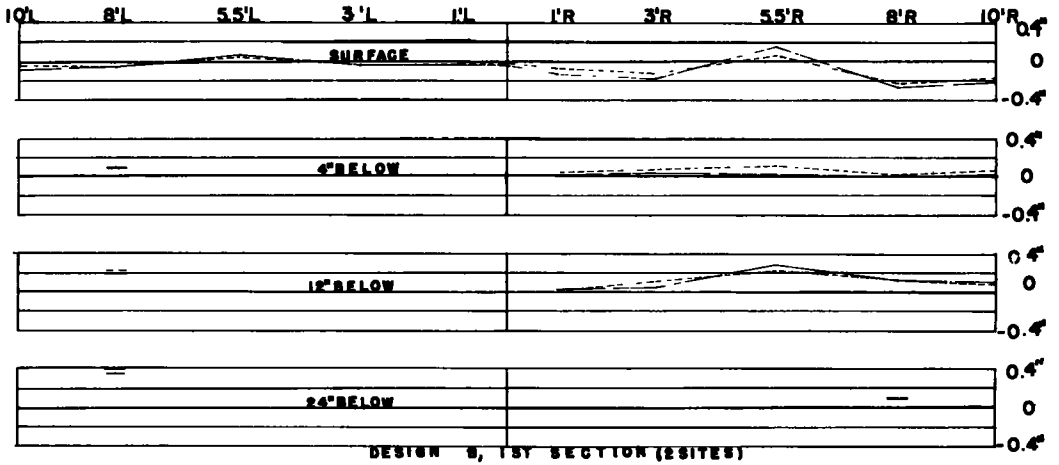 10'L 8'L 5.5'L 3'L 1'L 1'R 3'R 5.5'R 8'R 10'R
0.4"
SURFACE
0
-0.4"
0.4"
4" BELOW
0
-0.4"
0.4"
12" BELOW
0
-0.4"
0.4"
24" BELOW
0
-0.4"
DESIGN 9, 1ST SECTION (2 SITES)